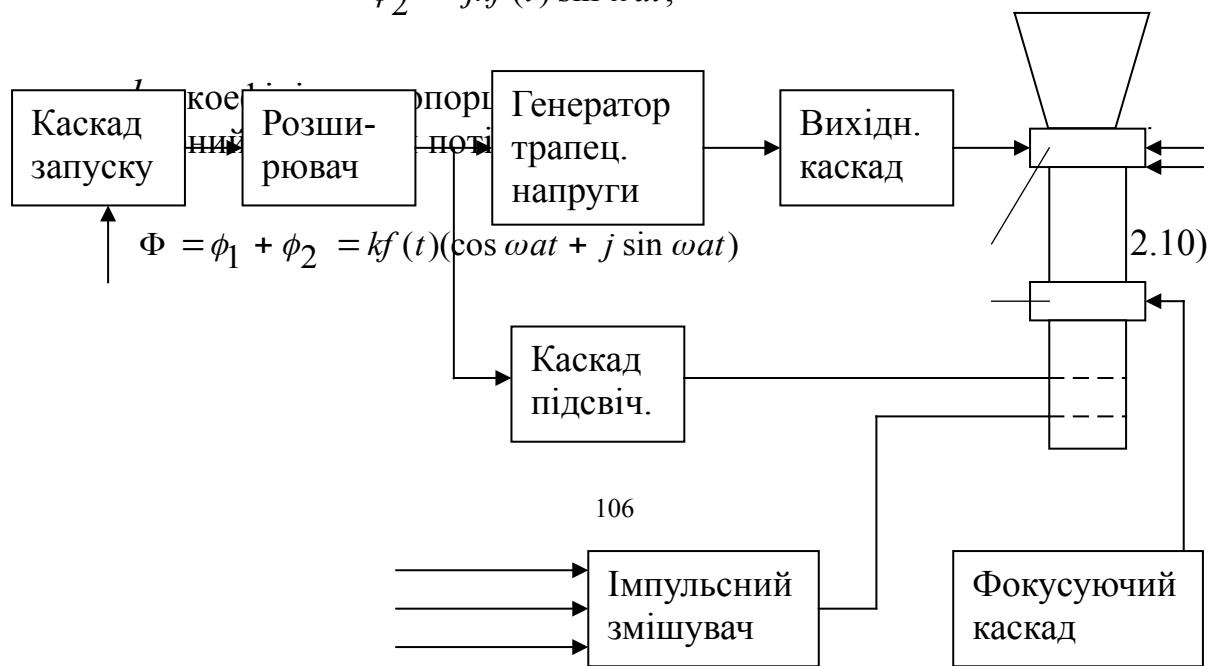 Каскад
запуску
Розши-
рювач
Генератор
трапец.
напруги
Вихідн.
каскад
Φ = ϕ1 + ϕ2 = kf (t)(cos ωat + j sin ωat)
2.10)
Каскад
підсвіч.
106
Імпульсний
змішувач
Фокусуючий
каскад